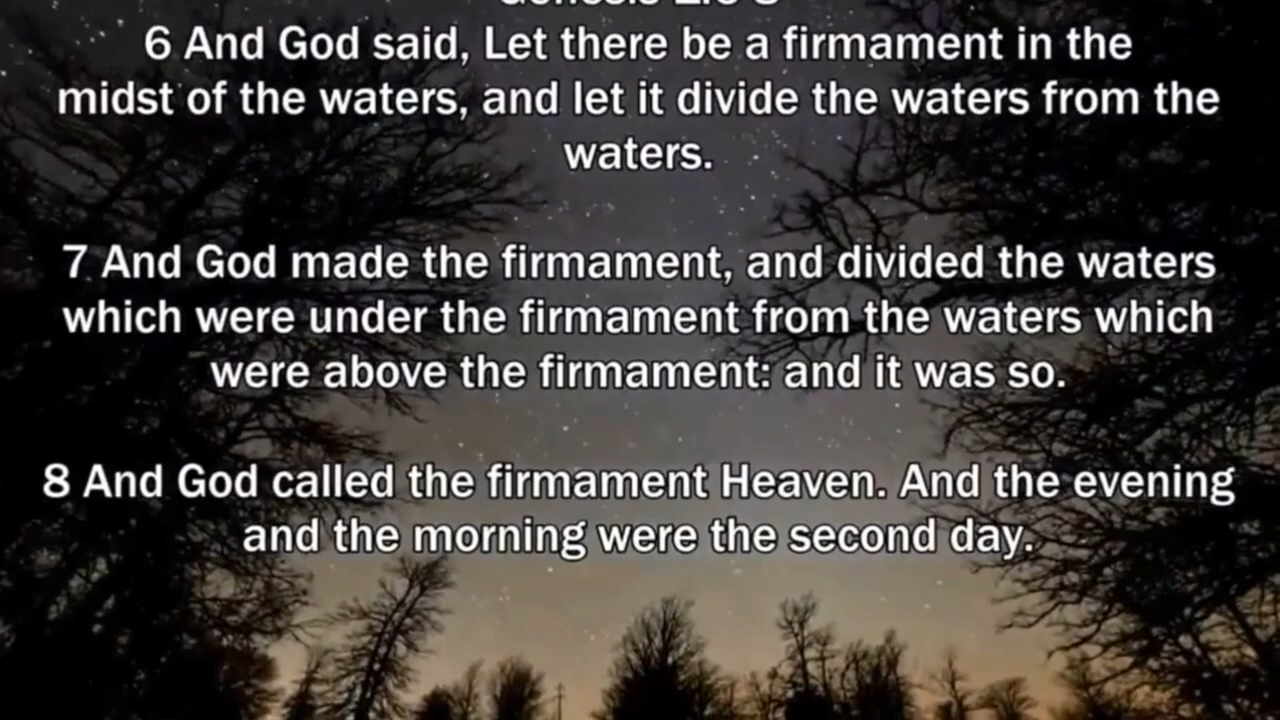 6 And God said, Let there be a firmament in the
midst of the waters, and let it divide the waters from the
waters.
7 And God made the firmament, and divided the waters
which were under the firmament from the waters which
were above the firmament: and it was so.
8 And God called the firmament Heaven. And the evening
and the morning were the second day.